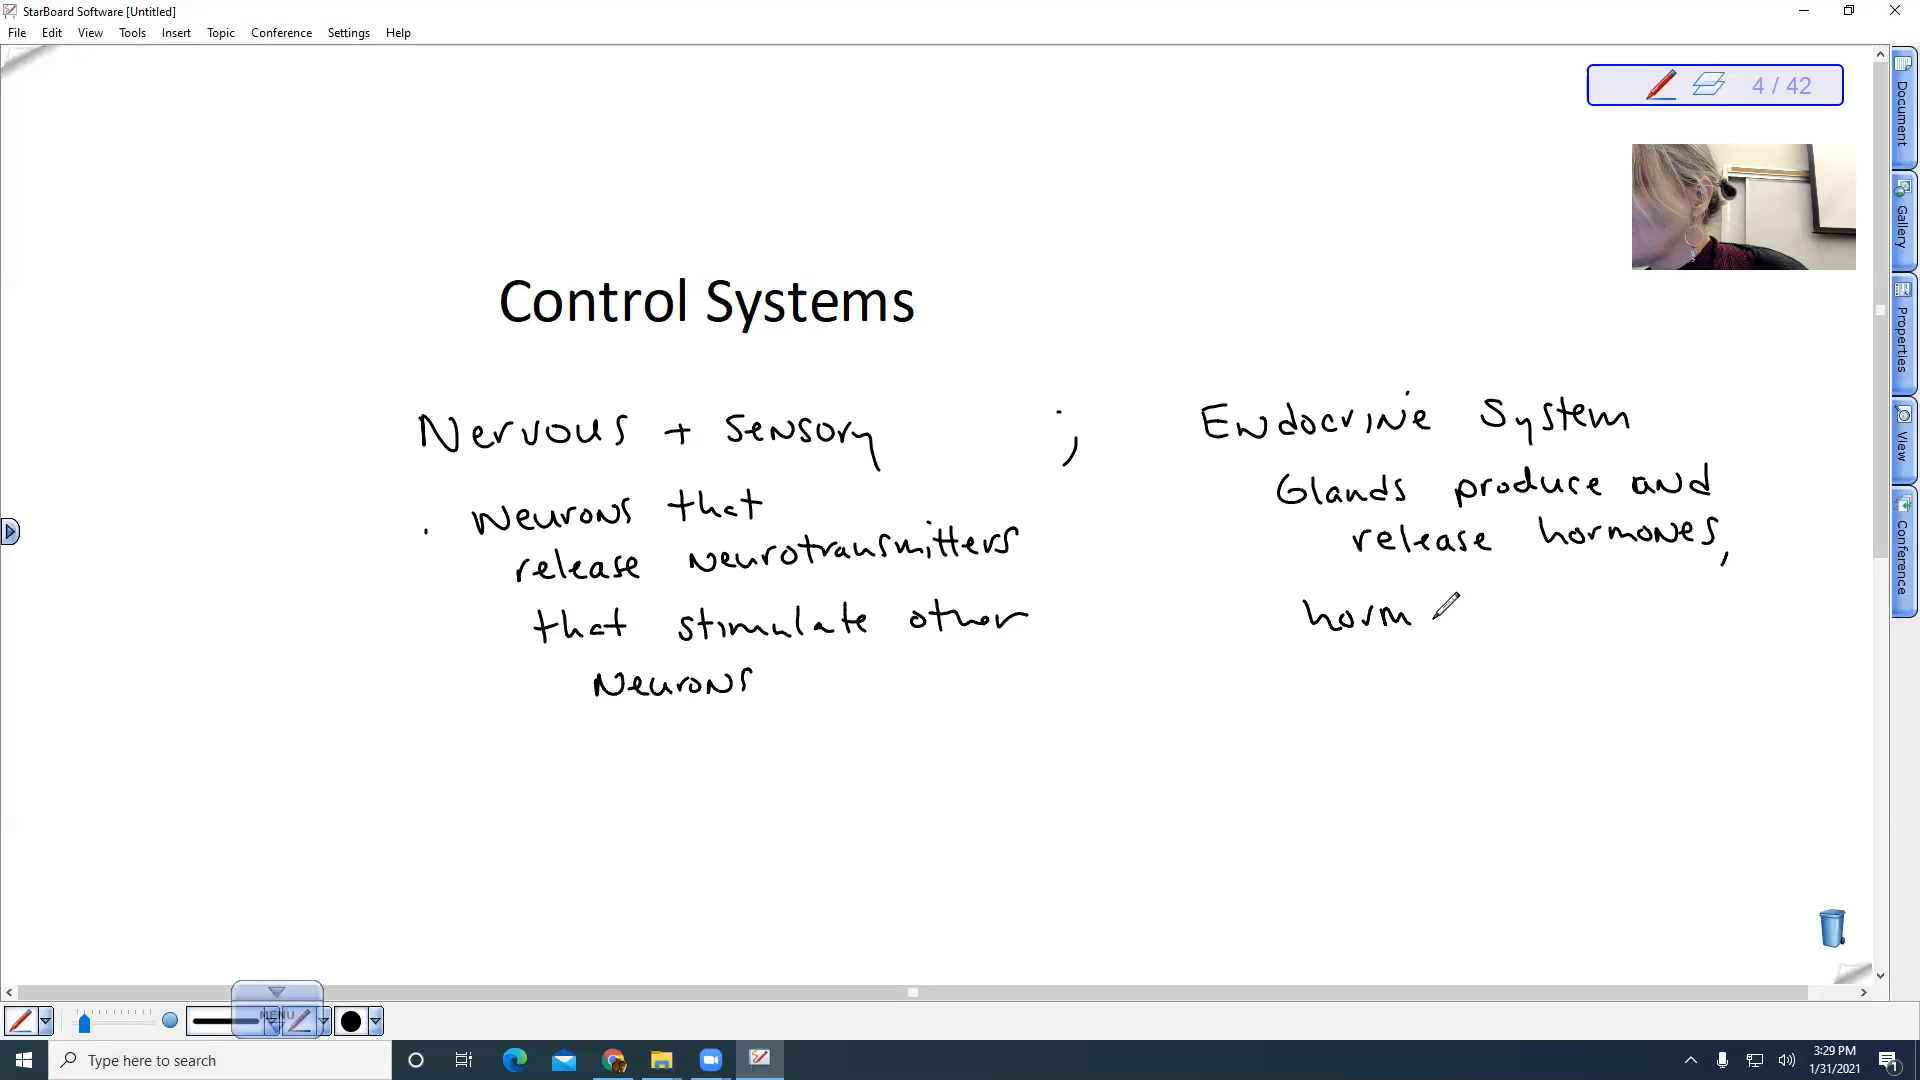 StarBoard Software [Untitled]
File Edit View Tools Insert Topic Conference Settings Help
4 / 42
Document
Gallery
Properties
View
Conference
Control Systems
Nervous + Sensory ;
. Neurons that
release neurotransmitters
that stimulate other
Neurons
Endocrine System
Glands produce and
release hormones,
horm
MENU
Type here to search
3:29 PM
1/31/2021
1